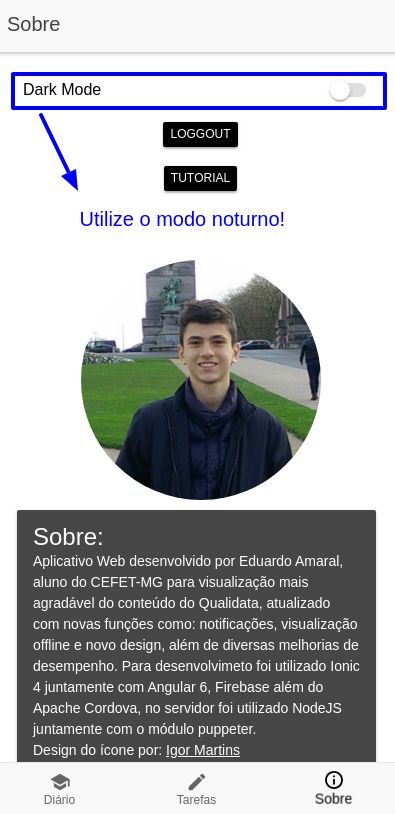 Sobre
Dark Mode
LOGGOUT
TUTORIAL
Utilize o modo noturno!
Sobre:
Aplicativo Web desenvolvido por Eduardo Amaral,
aluno do CEFET-MG para visualização mais
agradável do conteúdo do Qualidata, atualizado
com novas funções como: notificações, visualização
offline e novo design, além de diversas melhorias de
desempenho. Para desenvolvimeto foi utilizado Ionic
4 juntamente com Angular 6, Firebase além do
Apache Cordova, no servidor foi utilizado NodeJS
juntamente com o módulo puppeter.
Design do ícone por: Igor Martins
Diário
Tarefas
Sobre